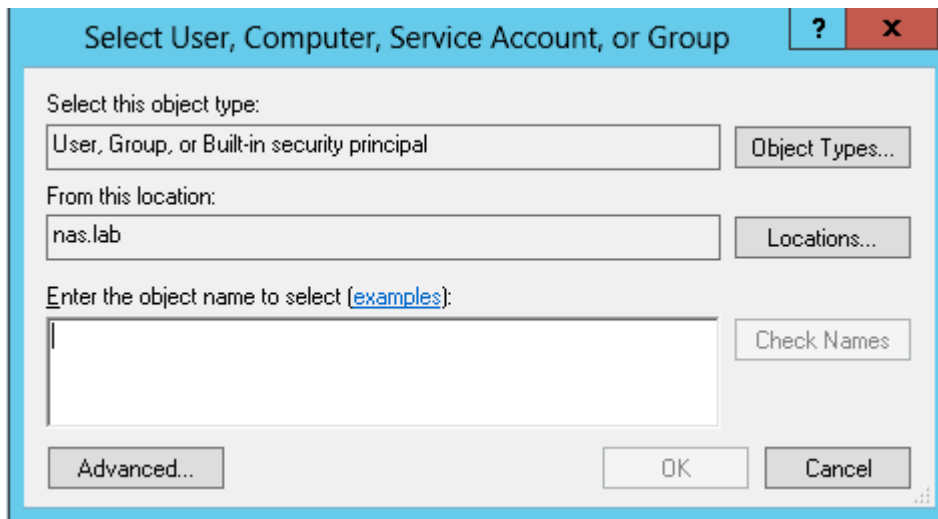 Select User, Computer, Service Account, or Group
?
x
Select this object type:
User, Group, or Built-in security principal
Object Types...
From this location:
nas.lab
Locations...
Enter the object name to select (examples):
Check Names
Advanced...
OK
Cancel